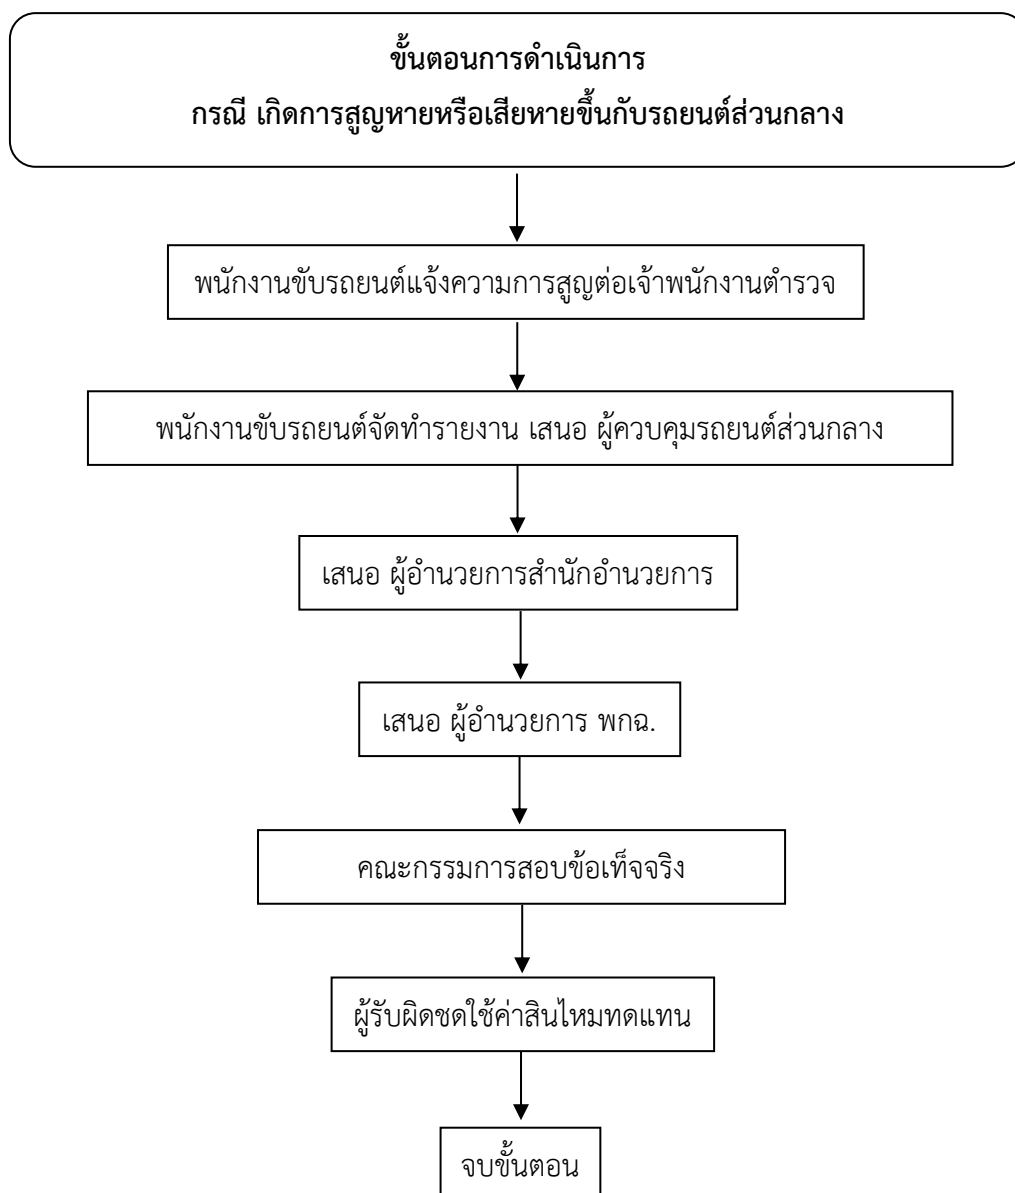 ขั้นตอนการดำเนินการ
กรณี เกิดการสูญหายหรือเสียหายขึ้นกับรถยนต์ส่วนกลาง
พนักงานขับรถยนต์แจ้งความการสูญต่อเจ้าพนักงานตำรวจ
พนักงานขับรถยนต์จัดทำรายงาน เสนอ ผู้ควบคุมรถยนต์ส่วนกลาง
เสนอ ผู้อำนวยการสำนักอำนวยการ
เสนอ ผู้อำนวยการ พกฉ.
คณะกรรมการสอบข้อเท็จจริง
ผู้รับผิดชดใช้ค่าสินไหมทดแทน
จบขั้นตอน